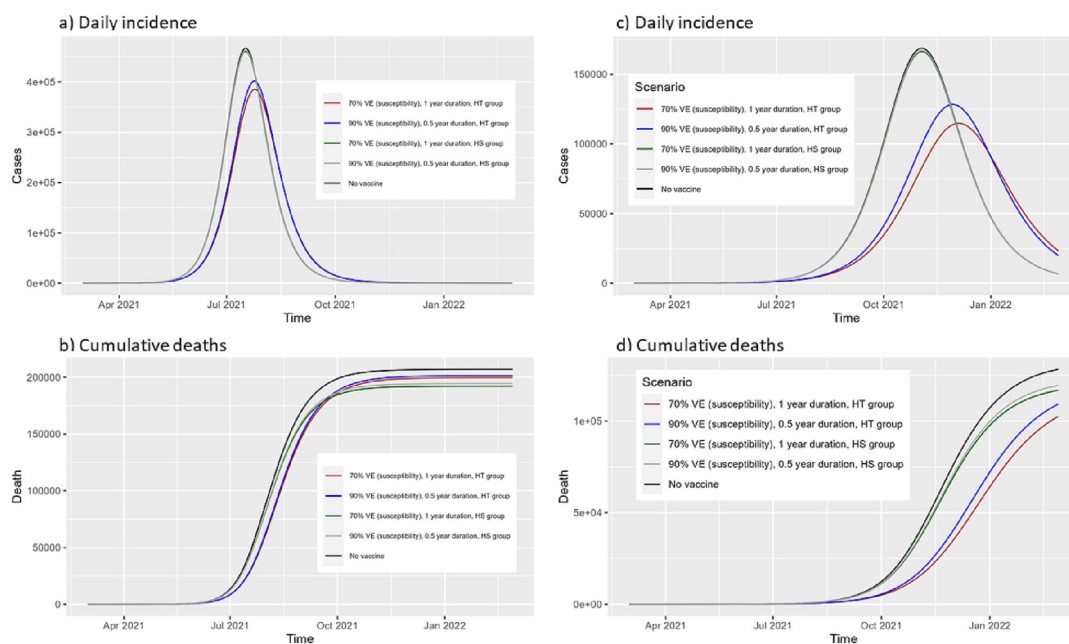 a) Daily incidence
4e+05
3e+05
2e+05
1e+05
0e+00
Cases
70% VE (susceptibility), 1 year duration, HT group
90% VE (susceptibility), 0.5 year duration, HT group
70% VE (susceptibility), 1 year duration, HS group
90% VE (susceptibility), 0.5 year duration, HS group
No vaccine
Apr 2021 Jul 2021 Oct 2021 Jan 2022
Time
c) Daily incidence
150000
100000
50000
0
Cases
Scenario
70% VE (susceptibility), 1 year duration, HT group
90% VE (susceptibility), 0.5 year duration, HT group
70% VE (susceptibility), 1 year duration, HS group
90% VE (susceptibility), 0.5 year duration, HS group
No vaccine
Apr 2021 Jul 2021 Oct 2021 Jan 2022
Time
b) Cumulative deaths
200000
150000
100000
50000
0
Death
70% VE (susceptibility), 1 year duration, HT group
90% VE (susceptibility), 0.5 year duration, HT group
70% VE (susceptibility), 1 year duration, HS group
90% VE (susceptibility), 0.5 year duration, HS group
No vaccine
Apr 2021 Jul 2021 Oct 2021 Jan 2022
Time
d) Cumulative deaths
1e+05
5e+04
0e+00
Death
Scenario
70% VE (susceptibility), 1 year duration, HT group
90% VE (susceptibility), 0.5 year duration, HT group
70% VE (susceptibility), 1 year duration, HS group
90% VE (susceptibility), 0.5 year duration, HS group
No vaccine
Apr 2021 Jul 2021 Oct 2021 Jan 2022
Time